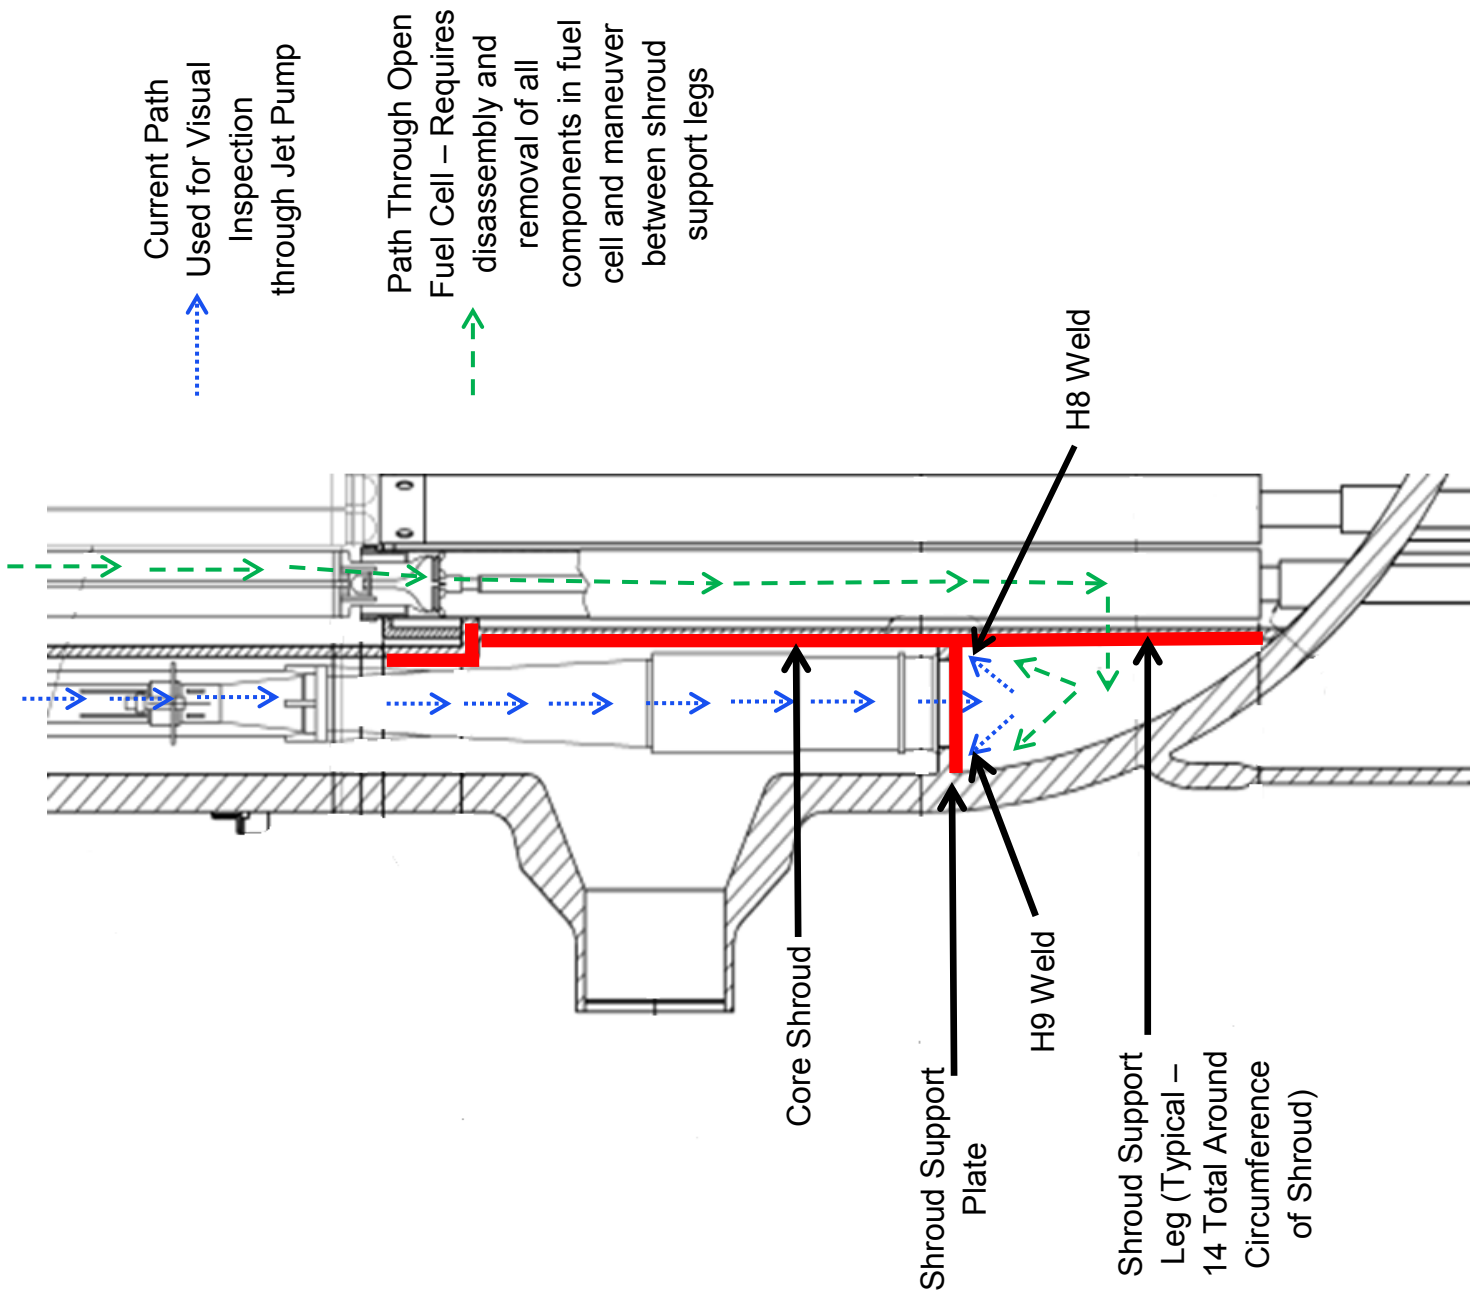 Current Path
Used for Visual
Inspection
through Jet Pump
Path Through Open
Fuel Cell – Requires
disassembly and
removal of all
components in fuel
cell and maneuver
between shroud
support legs
H8 Weld
H9 Weld
Core Shroud
Shroud Support
Plate
Shroud Support
Leg (Typical –
14 Total Around
Circumference
of Shroud)